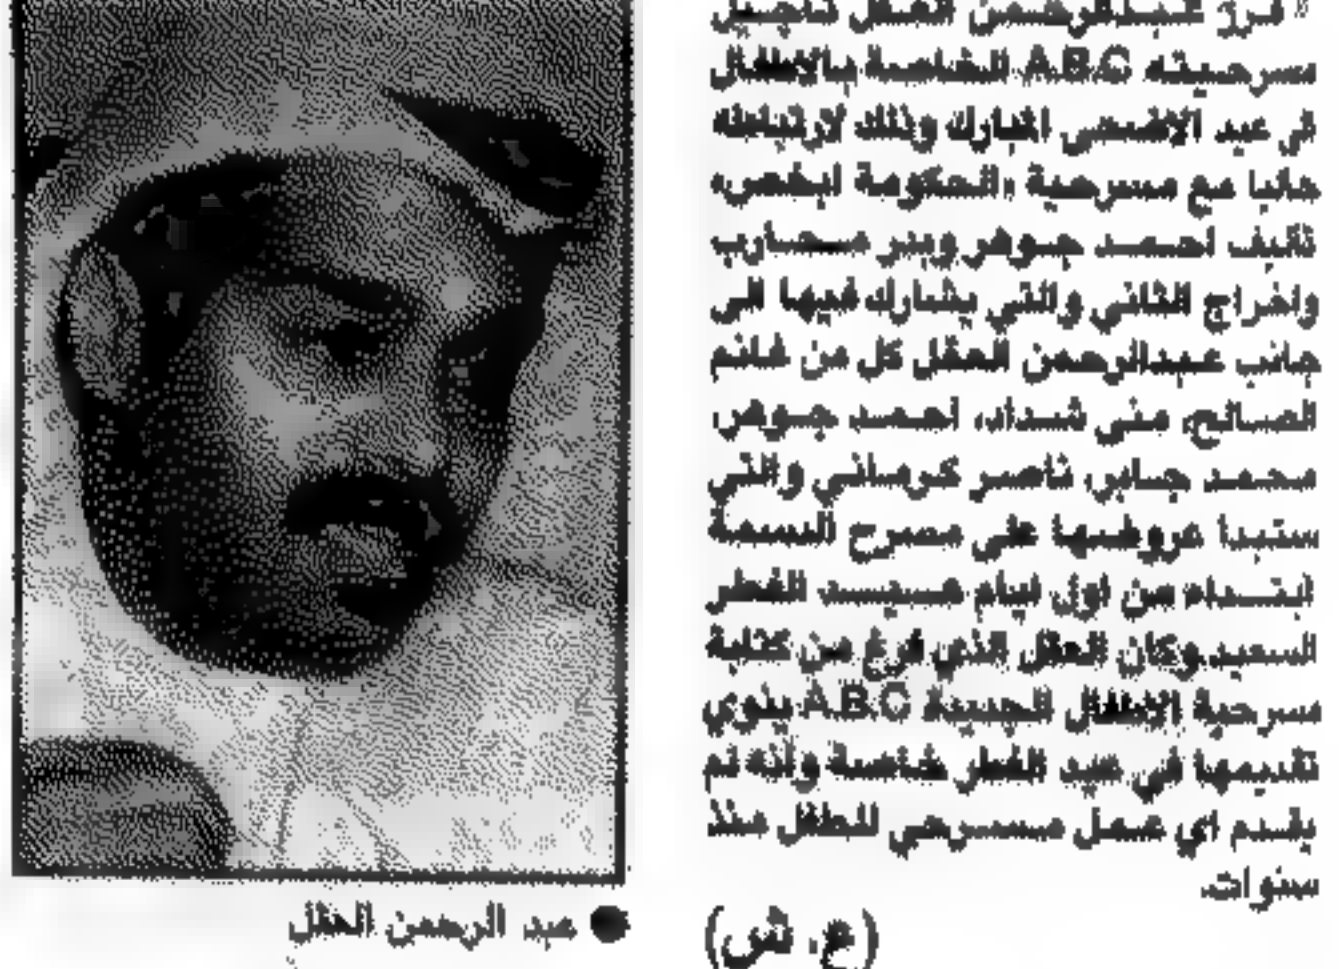 قرر عبدالرحمن العقل تأجيل
مسرحيته A.B.C الخاصة بالاطفال
في عيد الاضحى المبارك وذلك لارتباطه
حاليا مع مسرحية «الحكومة ابخص»
تأليف احمد جوهر وبدر محارب
واخراج الثاني والتي يشارك فيها الى
جانب عبدالرحمن العقل كل من غانم
الصالح، منى شداد، احمد جوهر،
محمد جابر، ناصر كرماني والتي
ستبدأ عروضها على مسرح السمة
ابتداء من اول ايام عيد الفطر
السعيد وكان العقل الذي فرغ من كتابة
مسرحية الاطفال الجديدة A.B.C ينوي
تقديمها في عيد الفطر خاصة وانه لم
يقدم اي عمل مسرحي للطفل منذ
سنوات.
(ع. ش)
● عبد الرحمن العقل